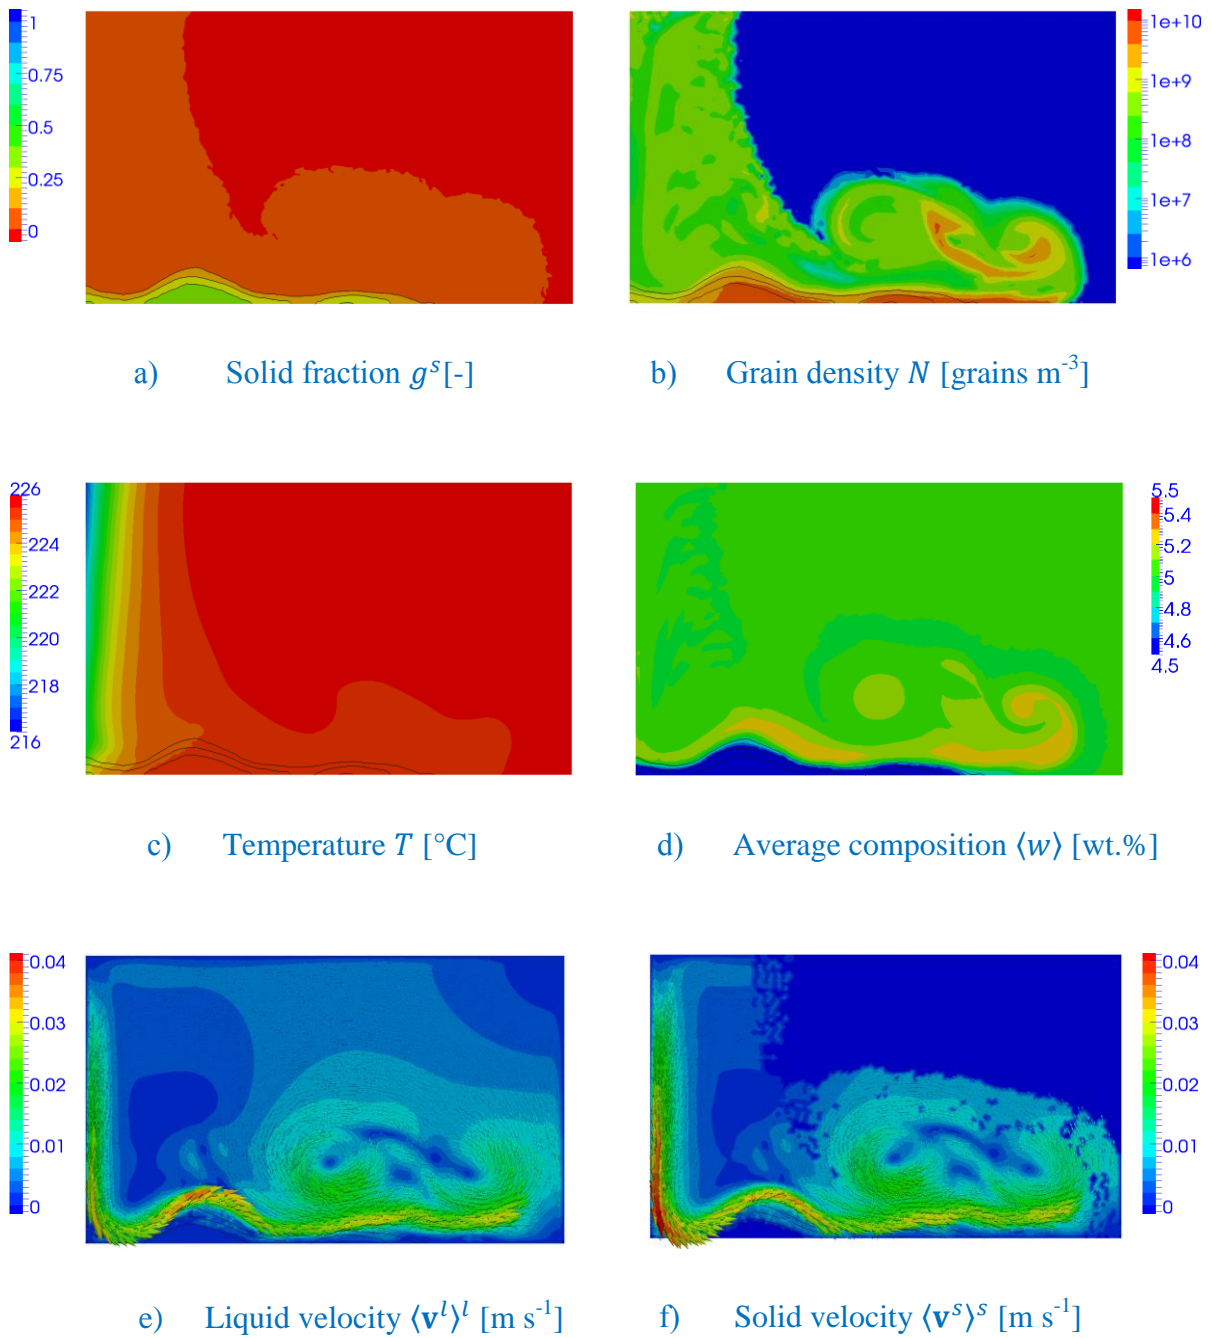 1
0.75
0.5
0.25
0
1e+10
1e+9
1e+8
1e+7
1e+6
a) Solid fraction gˢ[-]
b) Grain density N [grains m⁻³]
226
224
222
220
218
216
5.5
5.4
5.2
5
4.8
4.6
4.5
c) Temperature T [°C]
d) Average composition ⟨w⟩ [wt.%]
0.04
0.03
0.02
0.01
0
0.04
0.03
0.02
0.01
0
e) Liquid velocity ⟨vˡ⟩ˡ [m s⁻¹]
f) Solid velocity ⟨vˢ⟩ˢ [m s⁻¹]